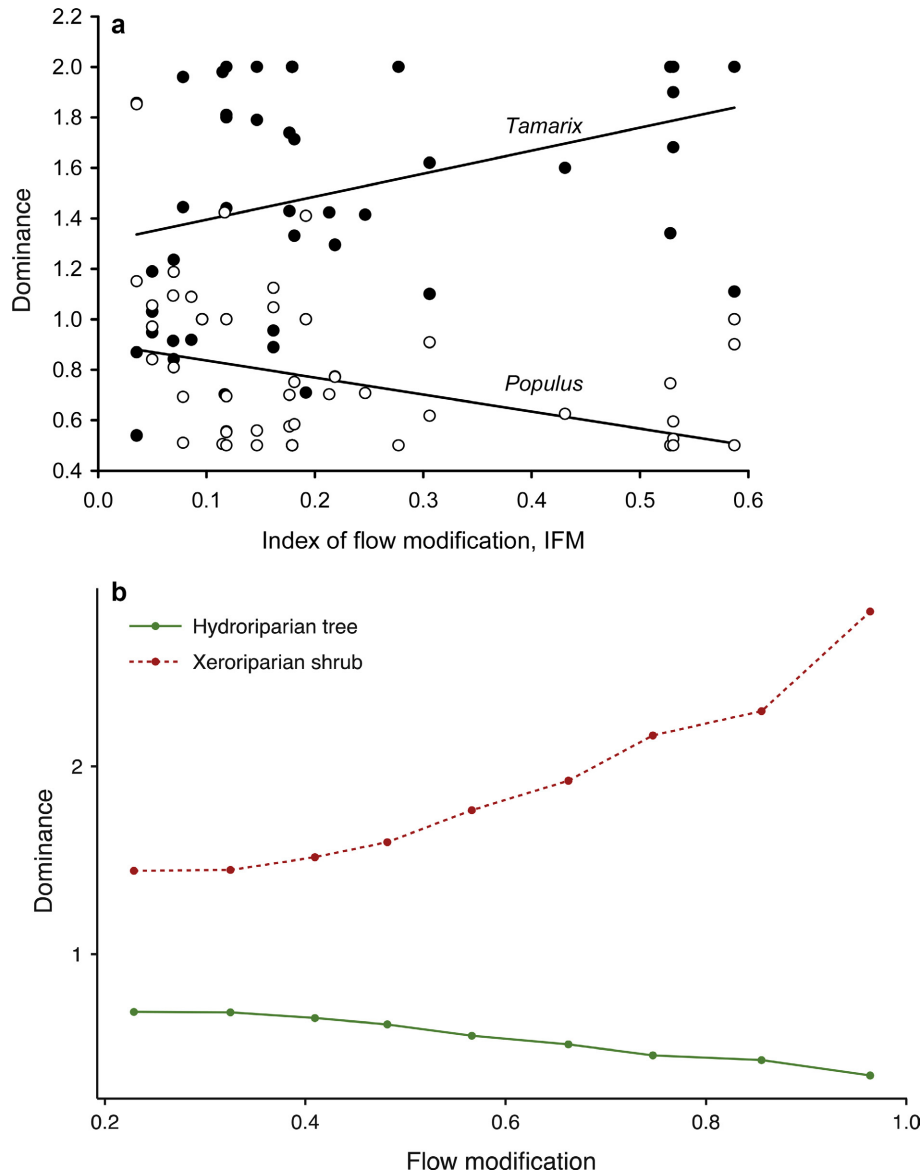 a
2.2
2.0
1.8
1.6
1.4
1.2
1.0
0.8
0.6
0.4
Dominance
Tamarix
Populus
0.0 0.1 0.2 0.3 0.4 0.5 0.6
Index of flow modification, IFM
b
Hydroriparian tree
Xeroriparian shrub
2
1
Dominance
0.2 0.4 0.6 0.8 1.0
Flow modification